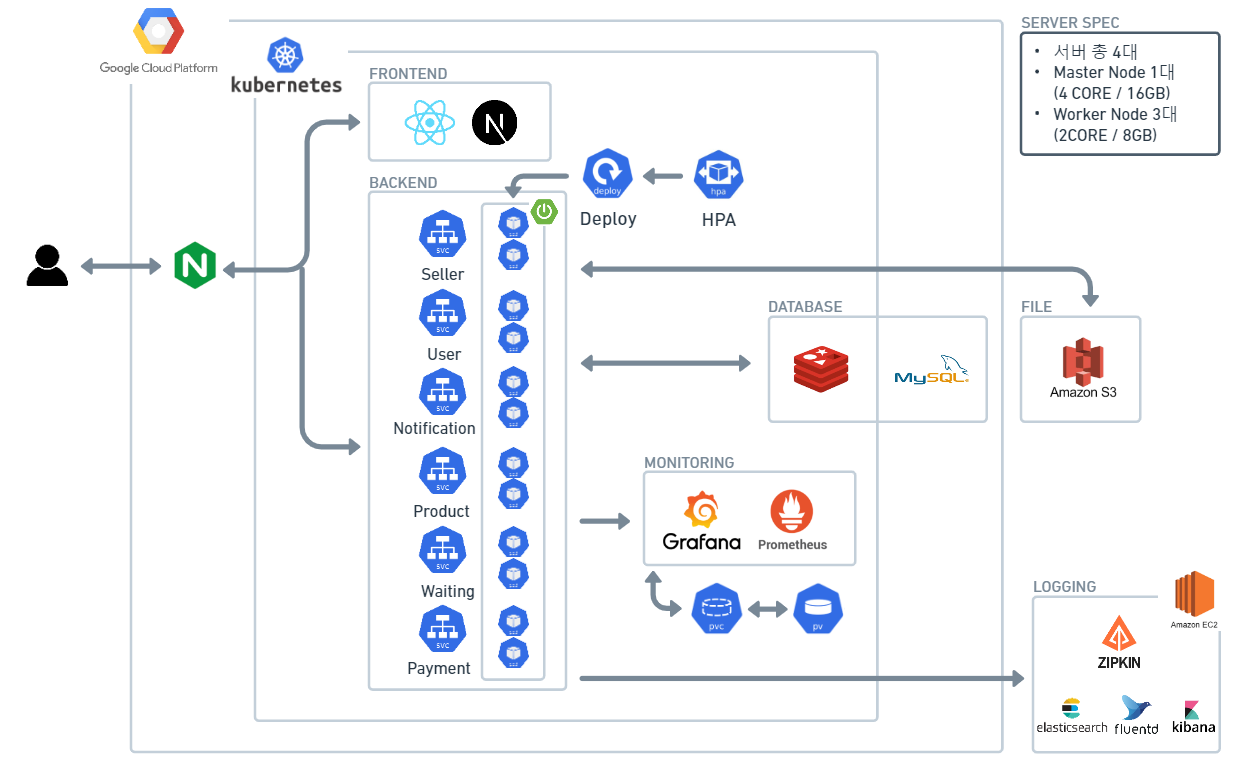 Google Cloud Platform
kubernetes
SERVER SPEC
• 서버 총 4대
• Master Node 1대
(4 CORE / 16GB)
• Worker Node 3대
(2CORE / 8GB)
FRONTEND
N
BACKEND
deploy
Deploy
hpa
HPA
N
svc
Seller
svc
User
svc
Notification
svc
Product
svc
Waiting
svc
Payment
DATABASE
MySQL
FILE
Amazon S3
MONITORING
Grafana
Prometheus
pvc
pv
LOGGING
Amazon EC2
ZIPKIN
elasticsearch
fluentd
kibana